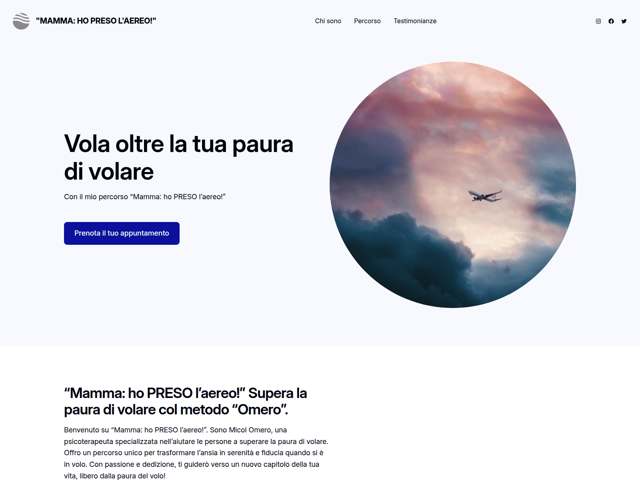 "MAMMA: HO PRESO L'AEREO!"
Chi sono
Percorso
Testimonianze
Vola oltre la tua paura
di volare
Con il mio percorso “Mamma: ho PRESO l’aereo!”
Prenota il tuo appuntamento
“Mamma: ho PRESO l’aereo!” Supera la
paura di volare col metodo “Omero”.
Benvenuto su “Mamma: ho PRESO l’aereo!”. Sono Micol Omero, una
psicoterapeuta specializzata nell’aiutare le persone a superare la paura di volare.
Offro un percorso unico per trasformare l’ansia in serenità e fiducia quando si è
in volo. Con passione e dedizione, ti guiderò verso un nuovo capitolo della tua
vita, libero dalla paura del volo!